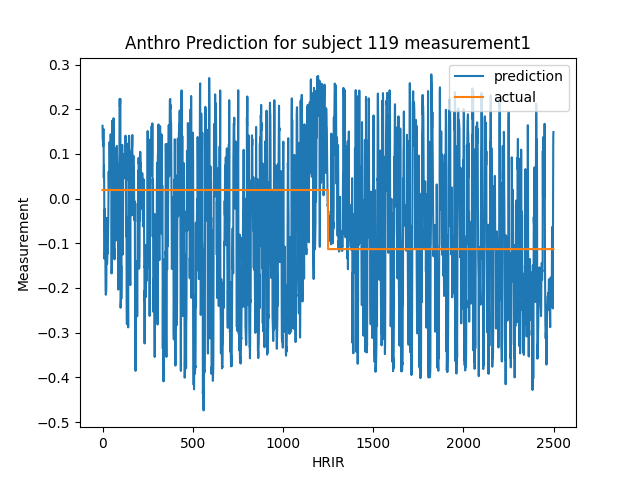 Anthro Prediction for subject 119 measurement1
prediction
actual
Measurement
0.3
0.2
0.1
0.0
−0.1
−0.2
−0.3
−0.4
−0.5
0 500 1000 1500 2000 2500
HRIR